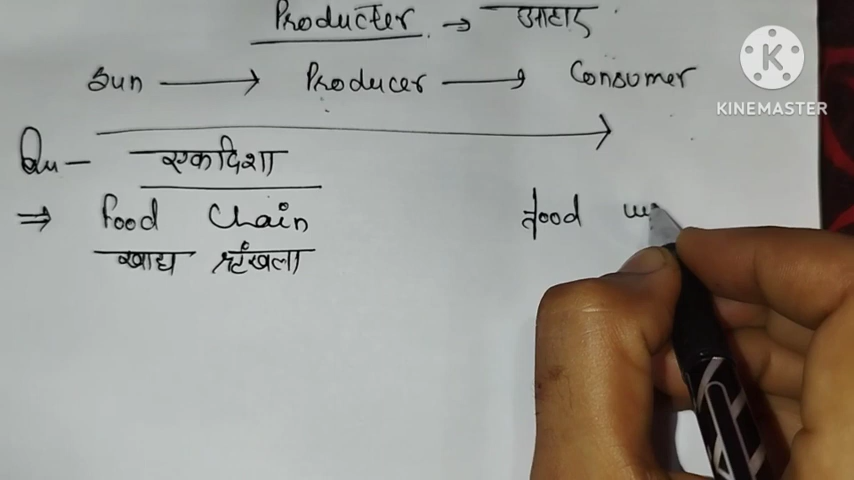 Producter → आहार
Sun → Producer → Consumer
Qu - एकदिशा
⇒ Food Chain Food w
खाद्य श्रृंखला
KINEMASTER